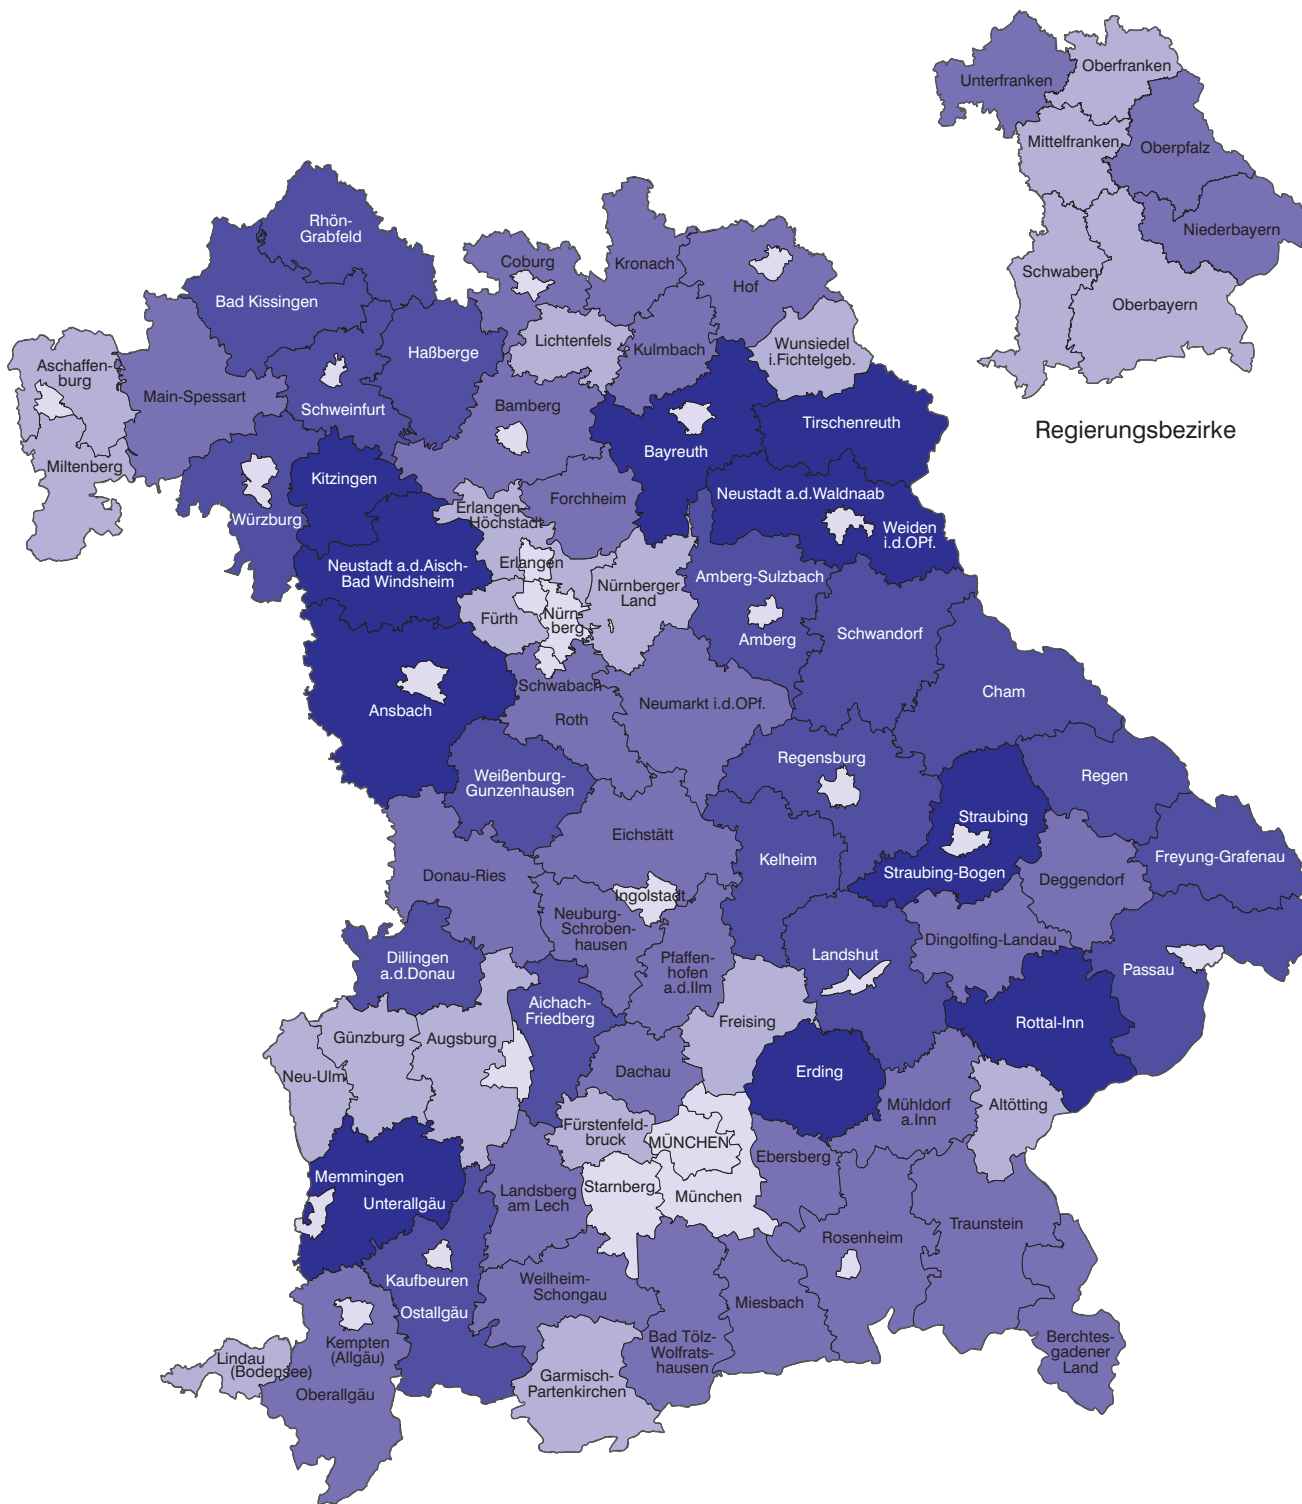 Unterfranken
Oberfranken
Mittelfranken
Oberpfalz
Niederbayern
Schwaben
Oberbayern
Regierungsbezirke
Rhön-
Grabfeld
Coburg
Kronach
Hof
Bad Kissingen
Lichtenfels
Kulmbach
Wunsiedel
i.Fichtelgeb.
Haßberge
Aschaffen-
burg
Main-Spessart
Schweinfurt
Bamberg
Bayreuth
Tirschenreuth
Miltenberg
Kitzingen
Würzburg
Forchheim
Neustadt a.d.Waldnaab
Weiden
i.d.OPf.
Erlangen-
Höchstadt
Erlangen
Neustadt a.d.Aisch-
Bad Windsheim
Nürnberger
Land
Amberg-Sulzbach
Amberg
Fürth
Nürn-
berg
Schwandorf
Schwabach
Roth
Neumarkt i.d.OPf.
Cham
Ansbach
Weißenburg-
Gunzenhausen
Regensburg
Regen
Straubing
Straubing-Bogen
Eichstätt
Kelheim
Freyung-Grafenau
Deggendorf
Donau-Ries
Ingolstadt
Neuburg-
Schroben-
hausen
Pfaffen-
hofen
a.d.Ilm
Dingolfing-Landau
Landshut
Passau
Dillingen
a.d.Donau
Aichach-
Friedberg
Freising
Rottal-Inn
Günzburg
Augsburg
Neu-Ulm
Dachau
Erding
Mühldorf
a.Inn
Altötting
Fürstenfeld-
bruck
MÜNCHEN
Ebersberg
Memmingen
Unterallgäu
Landsberg
am Lech
Starnberg
München
Traunstein
Rosenheim
Kaufbeuren
Ostallgäu
Weilheim-
Schongau
Miesbach
Kempten
(Allgäu)
Bad Tölz-
Wolfrats-
hausen
Berchtes-
gadener
Land
Lindau
(Bodensee)
Oberallgäu
Garmisch-
Partenkirchen